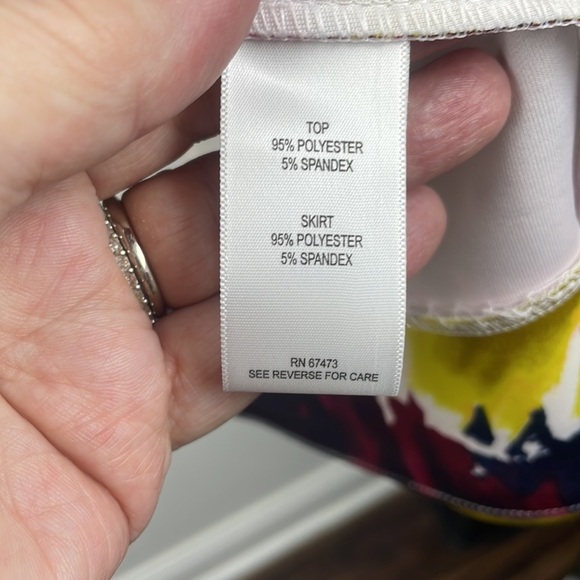 TOP
95% POLYESTER
5% SPANDEX
SKIRT
95% POLYESTER
5% SPANDEX
RN 67473
SEE REVERSE FOR CARE